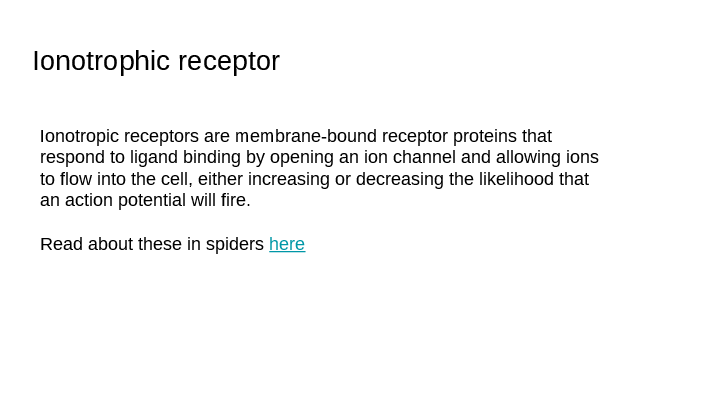 Ionotrophic receptor
Ionotropic receptors are membrane-bound receptor proteins that
respond to ligand binding by opening an ion channel and allowing ions
to flow into the cell, either increasing or decreasing the likelihood that
an action potential will fire.
Read about these in spiders here